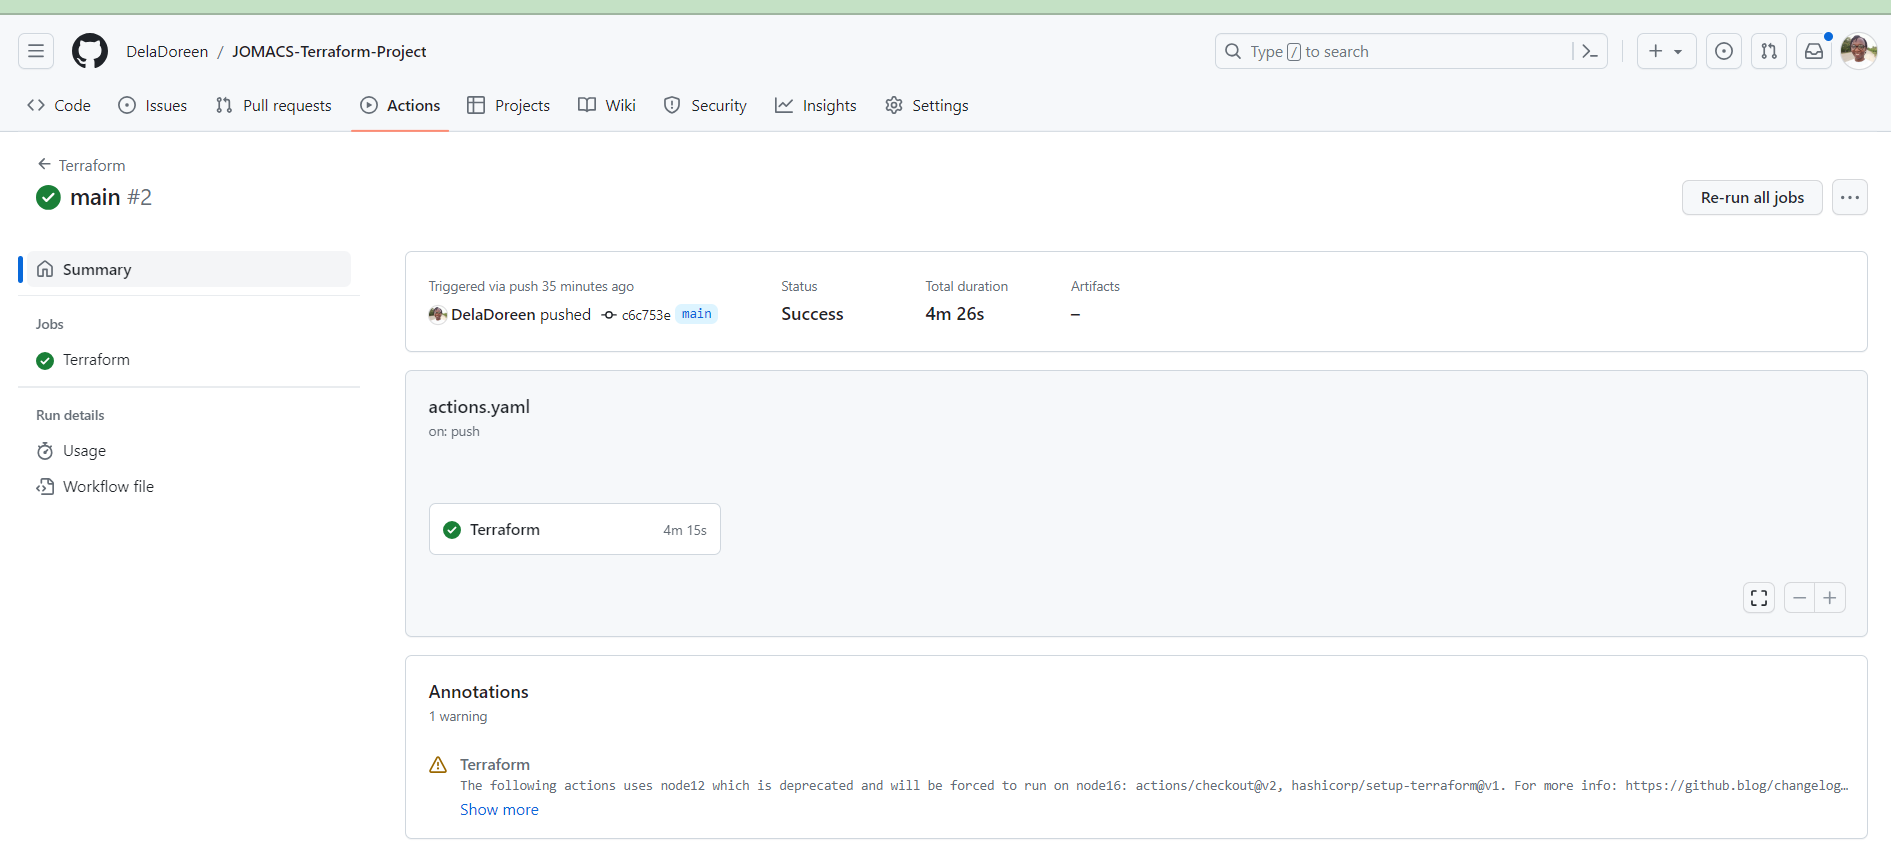 DelaDoreen / JOMACS-Terraform-Project
Type / to search
Code Issues Pull requests Actions Projects Wiki Security Insights Settings
Terraform
main #2
Re-run all jobs
Summary
Jobs
Terraform
Run details
Usage
Workflow file
Triggered via push 35 minutes ago
DelaDoreen pushed c6c753e main
Status
Success
Total duration
4m 26s
Artifacts
–
actions.yaml
on: push
Terraform 4m 15s
Annotations
1 warning
Terraform
The following actions uses node12 which is deprecated and will be forced to run on node16: actions/checkout@v2, hashicorp/setup-terraform@v1. For more info: https://github.blog/changelog…
Show more